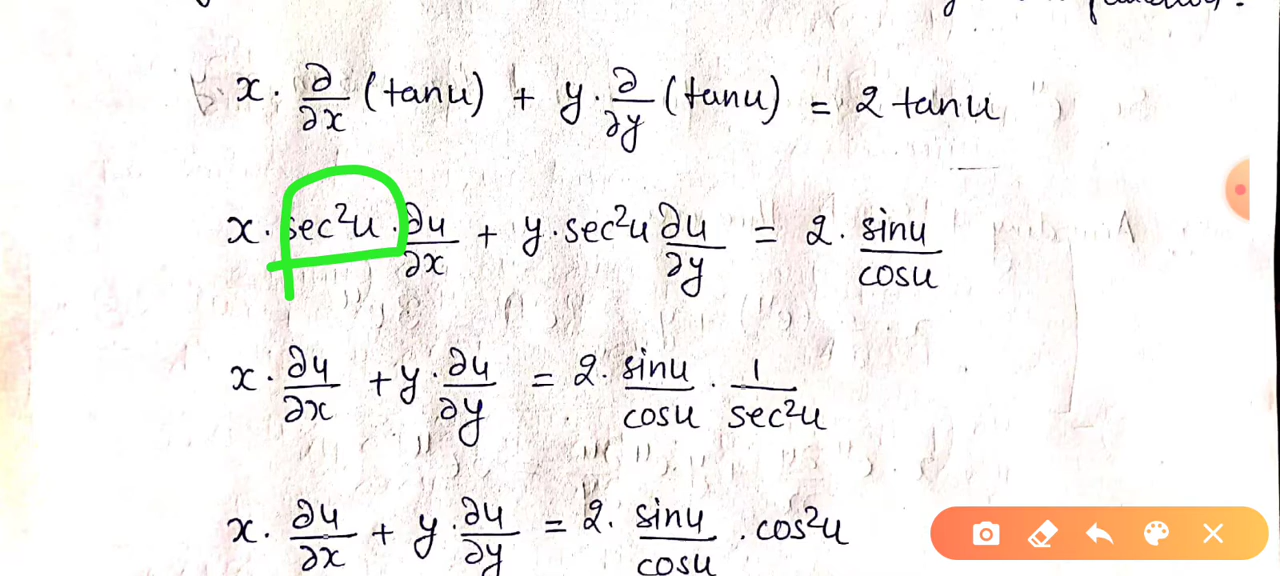 x · ∂/∂x (tanu) + y · ∂/∂y (tanu) = 2 tanu
x · sec²u · ∂u/∂x + y · sec²u ∂u/∂y = 2 · sinu/cosu
x · ∂u/∂x + y · ∂u/∂y = 2 · sinu/cosu · 1/sec²u
x · ∂u/∂x + y · ∂u/∂y = 2 · sinu/cosu · cos²u